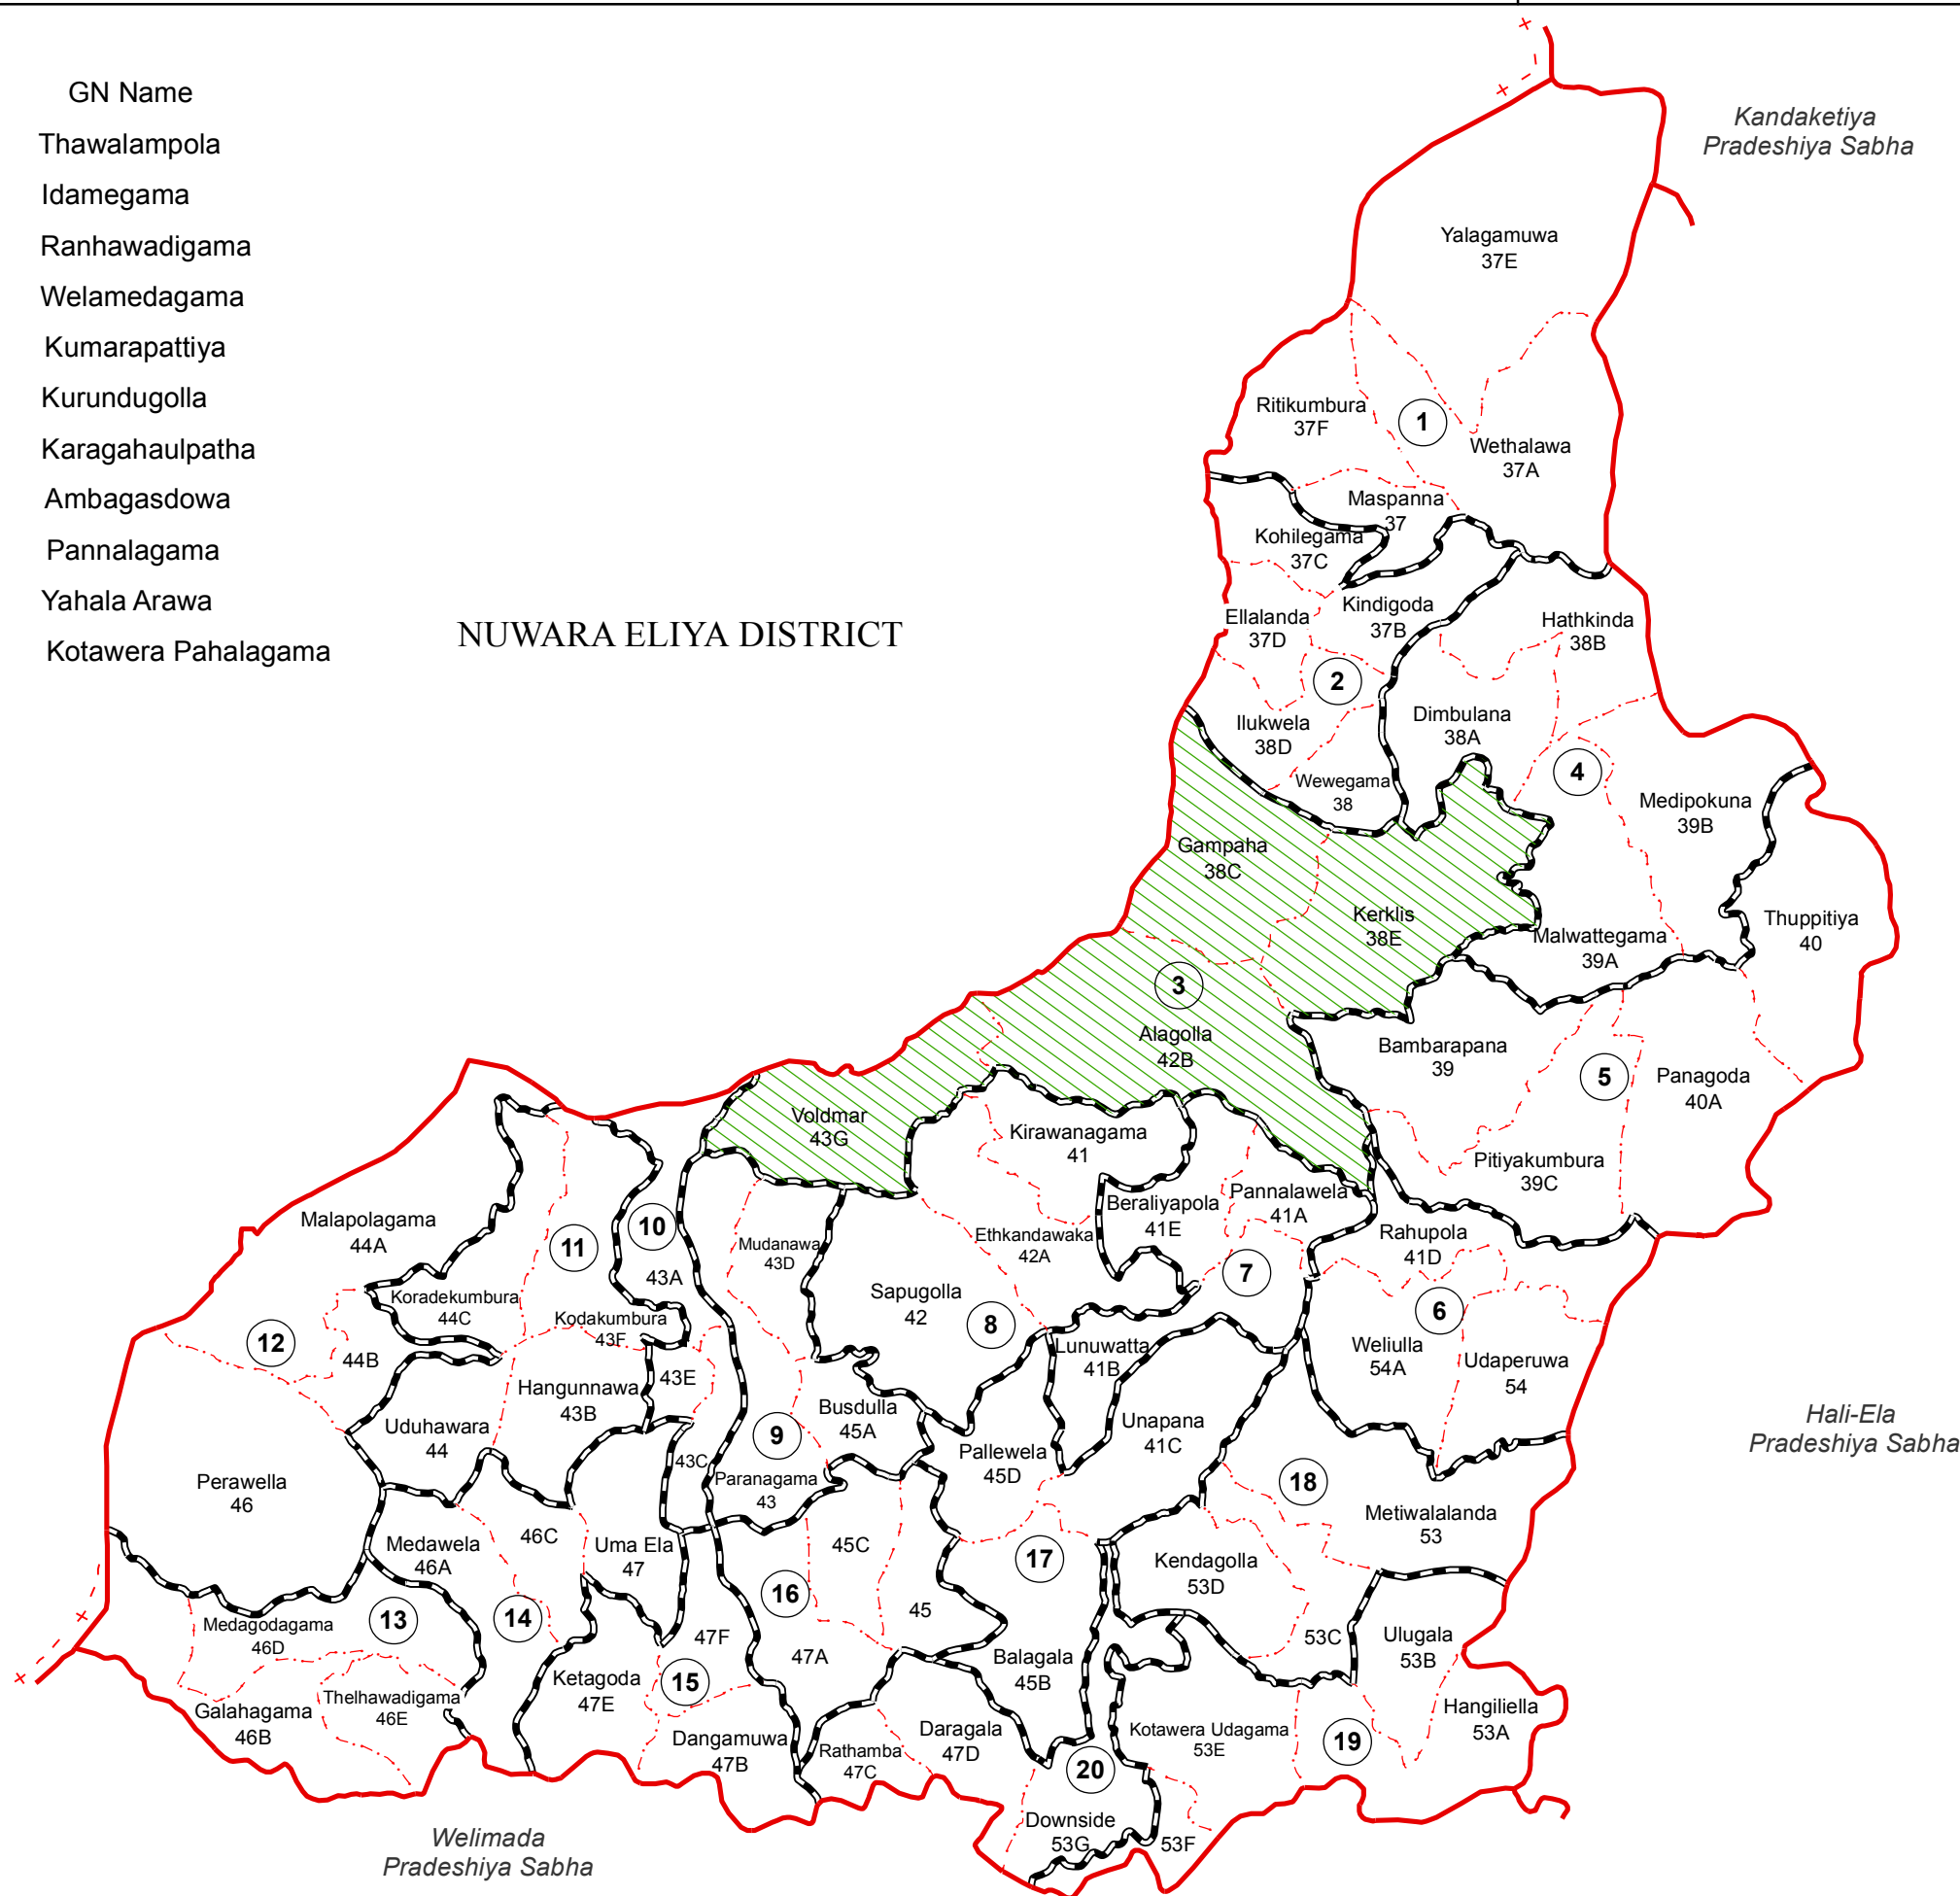 GN Name
Thawalampola
Idamegama
Ranhawadigama
Welamedagama
Kumarapattiya
Kurundugolla
Karagahaulpatha
Ambagasdowa
Pannalagama
Yahala Arawa
Kotawera Pahalagama
NUWARA ELIYA DISTRICT
Kandaketiya
Pradeshiya Sabha
Yalagamuwa
37E
Ritikumbura
37F
1
Wethalawa
37A
Maspanna
37
Kohilegama
37C
Kindigoda
37B
Ellalanda
37D
Hathkinda
38B
2
Ilukwela
38D
Dimbulana
38A
Wewegama
38
4
Medipokuna
39B
Gampaha
38C
Kerklis
38E
Malwattegama
39A
Thuppitiya
40
3
Alagolla
42B
Bambarapana
39
5
Panagoda
40A
Voldmar
43G
Kirawanagama
41
Pitiyakumbura
39C
Beraliyapola
41E
Pannalawela
41A
Rahupola
41D
Malapolagama
44A
11
10
43A
Mudanawa
43D
Ethkandawaka
42A
7
Sapugolla
42
8
6
Koradekumbura
44C
Kodakumbura
43F
12
44B
43E
Lunuwatta
41B
Weliulla
54A
Udaperuwa
54
Hangunnawa
43B
Uduhawara
44
Busdulla
45A
9
Unapana
41C
Hali-Ela
Pradeshiya Sabha
Pallewela
45D
43C
Paranagama
43
Perawella
46
18
Metiwalalanda
53
Medawela
46A
46C
Uma Ela
47
45C
17
Kendagolla
53D
16
45
Medagodagama
46D
13
14
47F
47A
53C
Ulugala
53B
Balagala
45B
Ketagoda
47E
15
Galahagama
46B
Thelhawadigama
46E
Hangiliella
53A
Dangamuwa
47B
Rathamba
47C
Daragala
47D
Kotawera Udagama
53E
19
20
Downside
53G
53F
Welimada
Pradeshiya Sabha